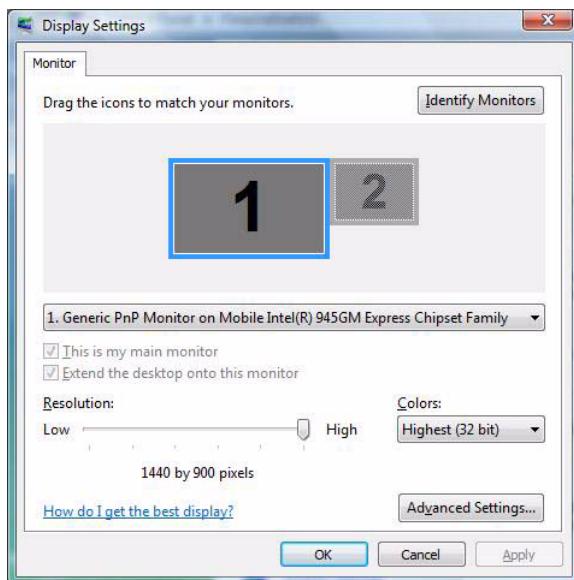 Display Settings
Monitor
Drag the icons to match your monitors.
Identify Monitors
1
2
1. Generic PnP Monitor on Mobile Intel(R) 945GM Express Chipset Family
This is my main monitor
Extend the desktop onto this monitor
Resolution:
Colors:
Low
High
Highest (32 bit)
1440 by 900 pixels
How do I get the best display?
Advanced Settings...
OK
Cancel
Apply